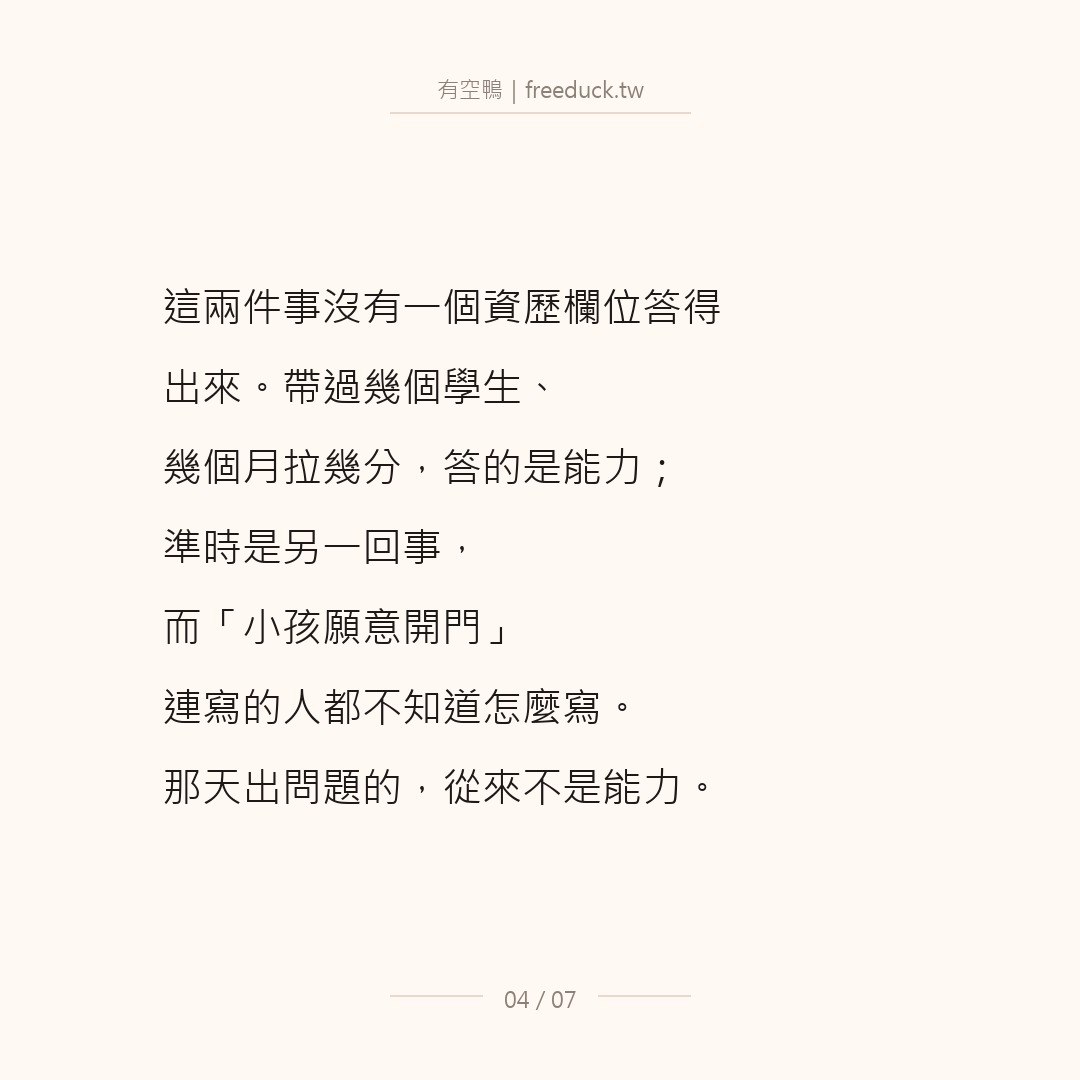 有空鴨｜freeduck.tw
這兩件事沒有一個資歷欄位答得
出來。帶過幾個學生、
幾個月拉幾分，答的是能力；
準時是另一回事，
而「小孩願意開門」
連寫的人都不知道怎麼寫。
那天出問題的，從來不是能力。
04 / 07